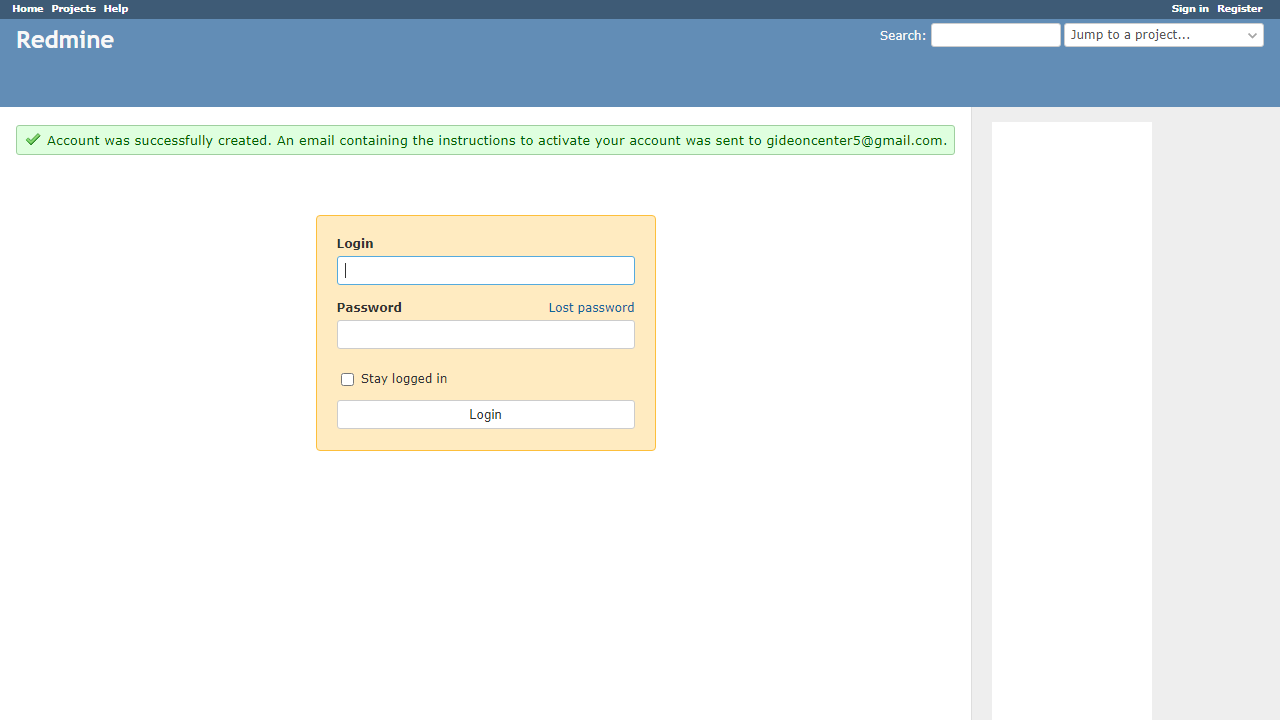 Home Projects Help
Sign in Register
Redmine
Search:
Jump to a project...
Account was successfully created. An email containing the instructions to activate your account was sent to gideoncenter5@gmail.com.
Login
Password
Lost password
Stay logged in
Login